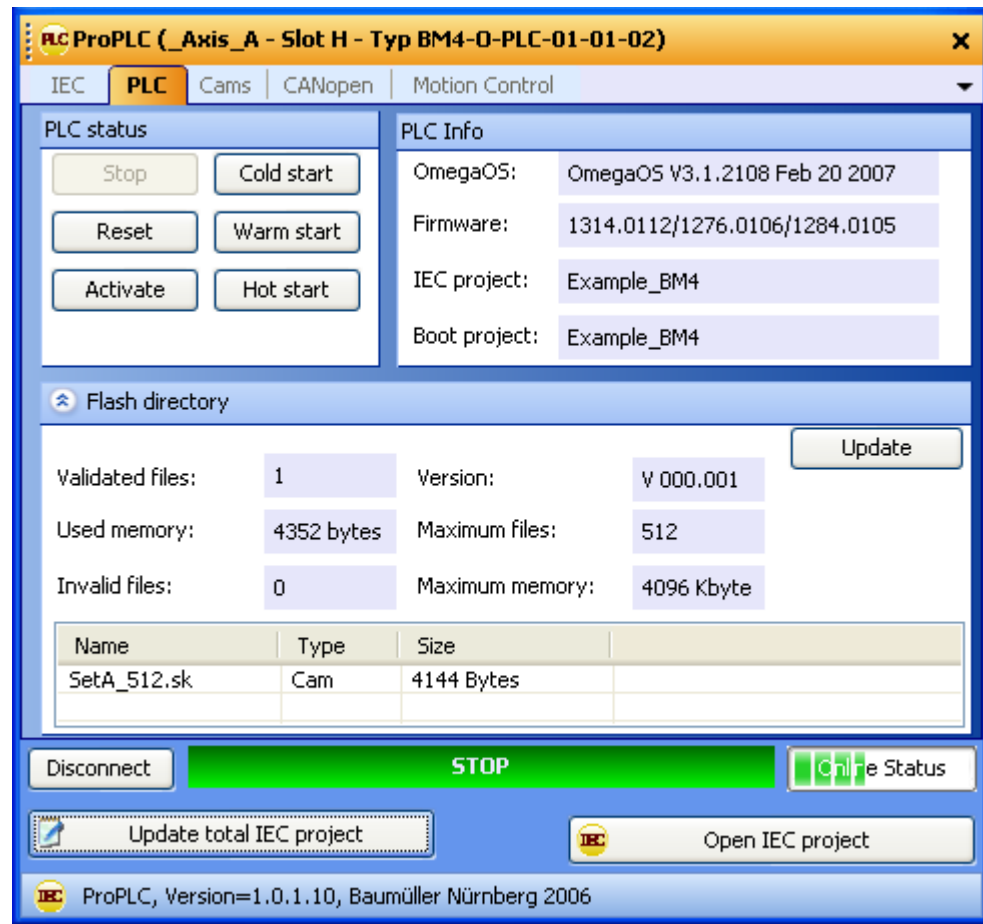 PLC ProPLC (_Axis_A - Slot H - Typ BM4-O-PLC-01-01-02)
IEC PLC Cams CANopen Motion Control
PLC status
Stop Cold start
Reset Warm start
Activate Hot start
PLC Info
OmegaOS: OmegaOS V3.1.2108 Feb 20 2007
Firmware: 1314.0112/1276.0106/1284.0105
IEC project: Example_BM4
Boot project: Example_BM4
Flash directory
Update
Validated files: 1 Version: V 000.001
Used memory: 4352 bytes Maximum files: 512
Invalid files: 0 Maximum memory: 4096 Kbyte
Name Type Size
SetA_512.sk Cam 4144 Bytes
Disconnect STOP Online Status
Update total IEC project IEC Open IEC project
IEC ProPLC, Version=1.0.1.10, Baumüller Nürnberg 2006